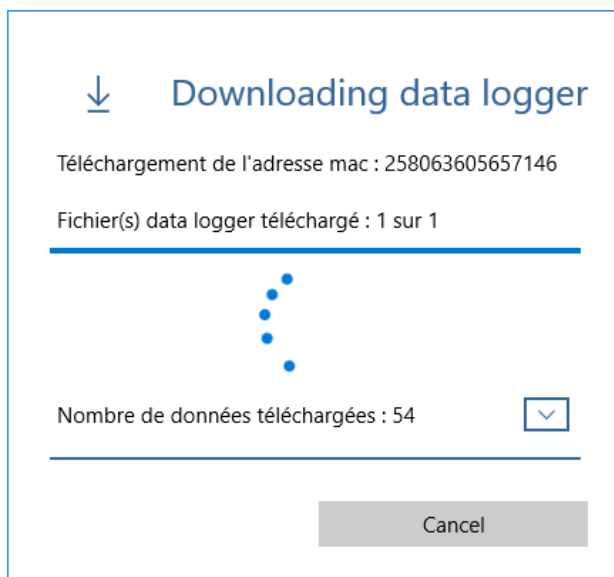 Downloading data logger
Téléchargement de l'adresse mac : 258063605657146
Fichier(s) data logger téléchargé : 1 sur 1
Nombre de données téléchargées : 54
Cancel